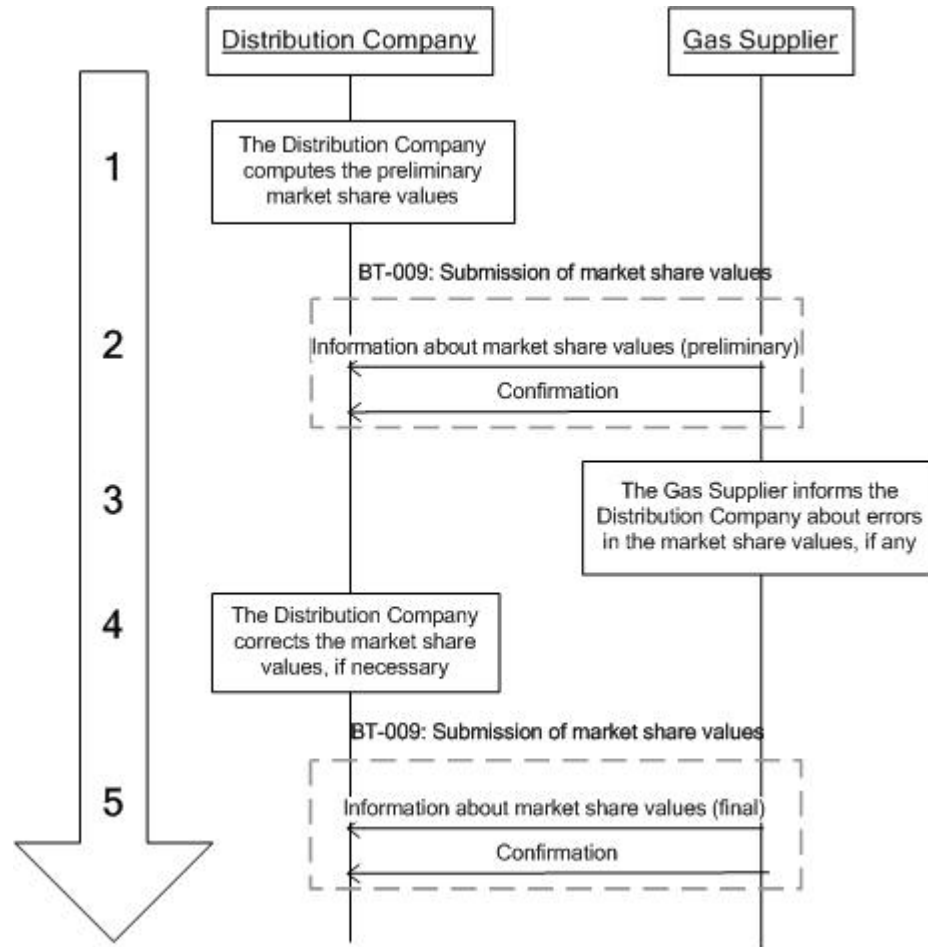 Distribution Company
Gas Supplier
1
The Distribution Company
computes the preliminary
market share values
BT-009: Submission of market share values
2
Information about market share values (preliminary)
Confirmation
3
The Gas Supplier informs the
Distribution Company about errors
in the market share values, if any
4
The Distribution Company
corrects the market share
values, if necessary
BT-009: Submission of market share values
5
Information about market share values (final)
Confirmation